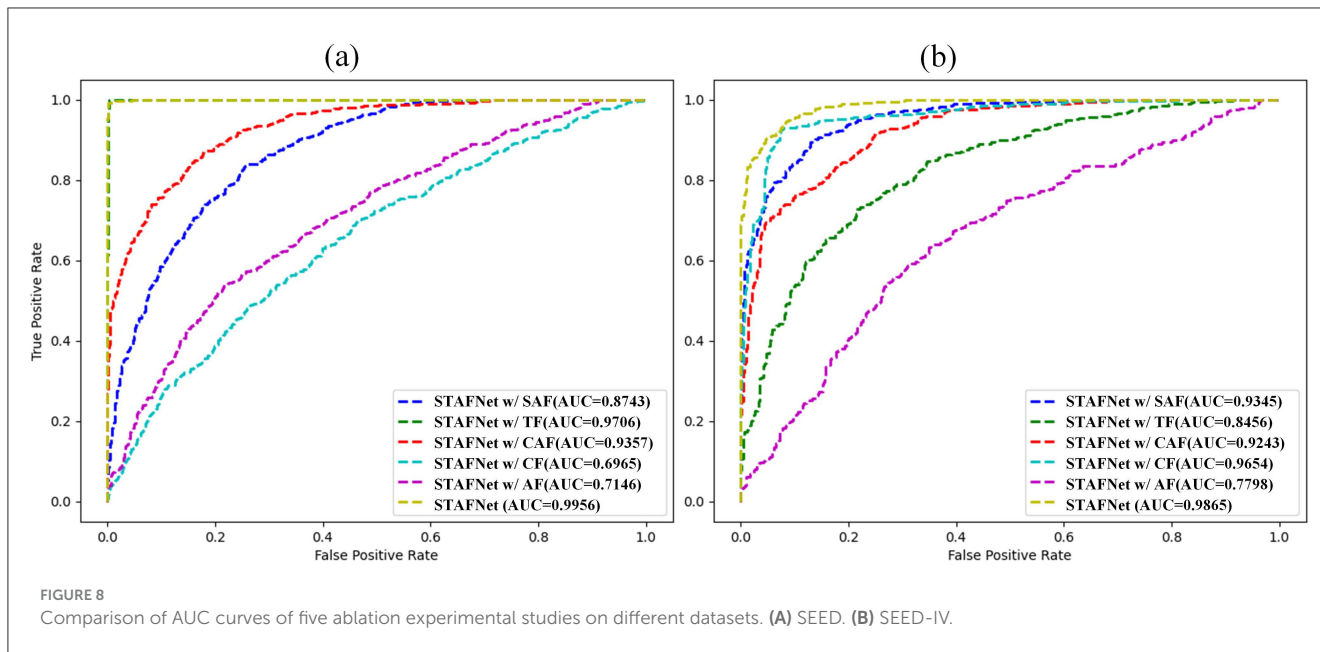 (a)
1.0
0.8
0.6
0.4
0.2
0.0
True Positive Rate
STAFNet w/ SAF(AUC=0.8743)
STAFNet w/ TF(AUC=0.9706)
STAFNet w/ CAF(AUC=0.9357)
STAFNet w/ CF(AUC=0.6965)
STAFNet w/ AF(AUC=0.7146)
STAFNet (AUC=0.9956)
0.0 0.2 0.4 0.6 0.8 1.0
False Positive Rate
(b)
1.0
0.8
0.6
0.4
0.2
0.0
STAFNet w/ SAF(AUC=0.9345)
STAFNet w/ TF(AUC=0.8456)
STAFNet w/ CAF(AUC=0.9243)
STAFNet w/ CF(AUC=0.9654)
STAFNet w/ AF(AUC=0.7798)
STAFNet (AUC=0.9865)
0.0 0.2 0.4 0.6 0.8 1.0
False Positive Rate
FIGURE 8
Comparison of AUC curves of five ablation experimental studies on different datasets. (A) SEED. (B) SEED-IV.